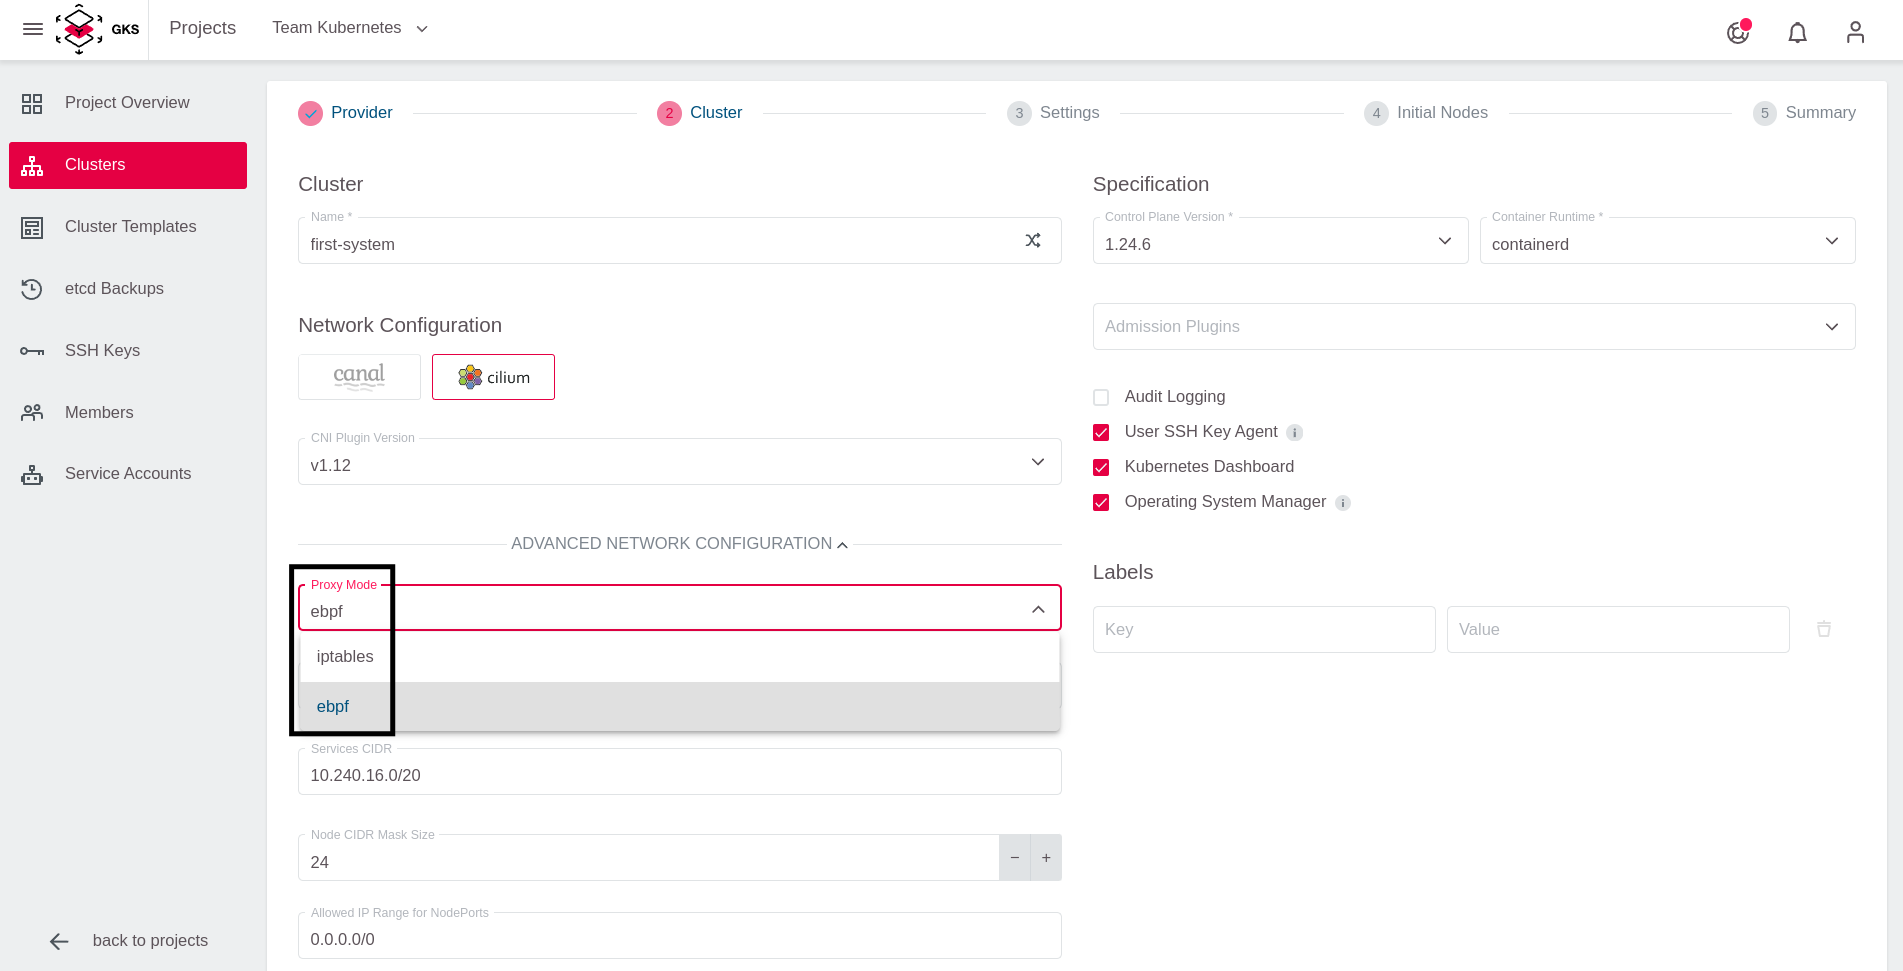 GKS
Projects
Team Kubernetes
Project Overview
Clusters
Cluster Templates
etcd Backups
SSH Keys
Members
Service Accounts
back to projects
Provider
2 Cluster
3 Settings
4 Initial Nodes
5 Summary
Cluster
Name *
first-system
Network Configuration
canal
cilium
CNI Plugin Version
v1.12
ADVANCED NETWORK CONFIGURATION
Proxy Mode
ebpf
iptables
ebpf
Services CIDR
10.240.16.0/20
Node CIDR Mask Size
24
− +
Allowed IP Range for NodePorts
0.0.0.0/0
Specification
Control Plane Version *
1.24.6
Container Runtime *
containerd
Admission Plugins
Audit Logging
User SSH Key Agent i
Kubernetes Dashboard
Operating System Manager i
Labels
Key
Value